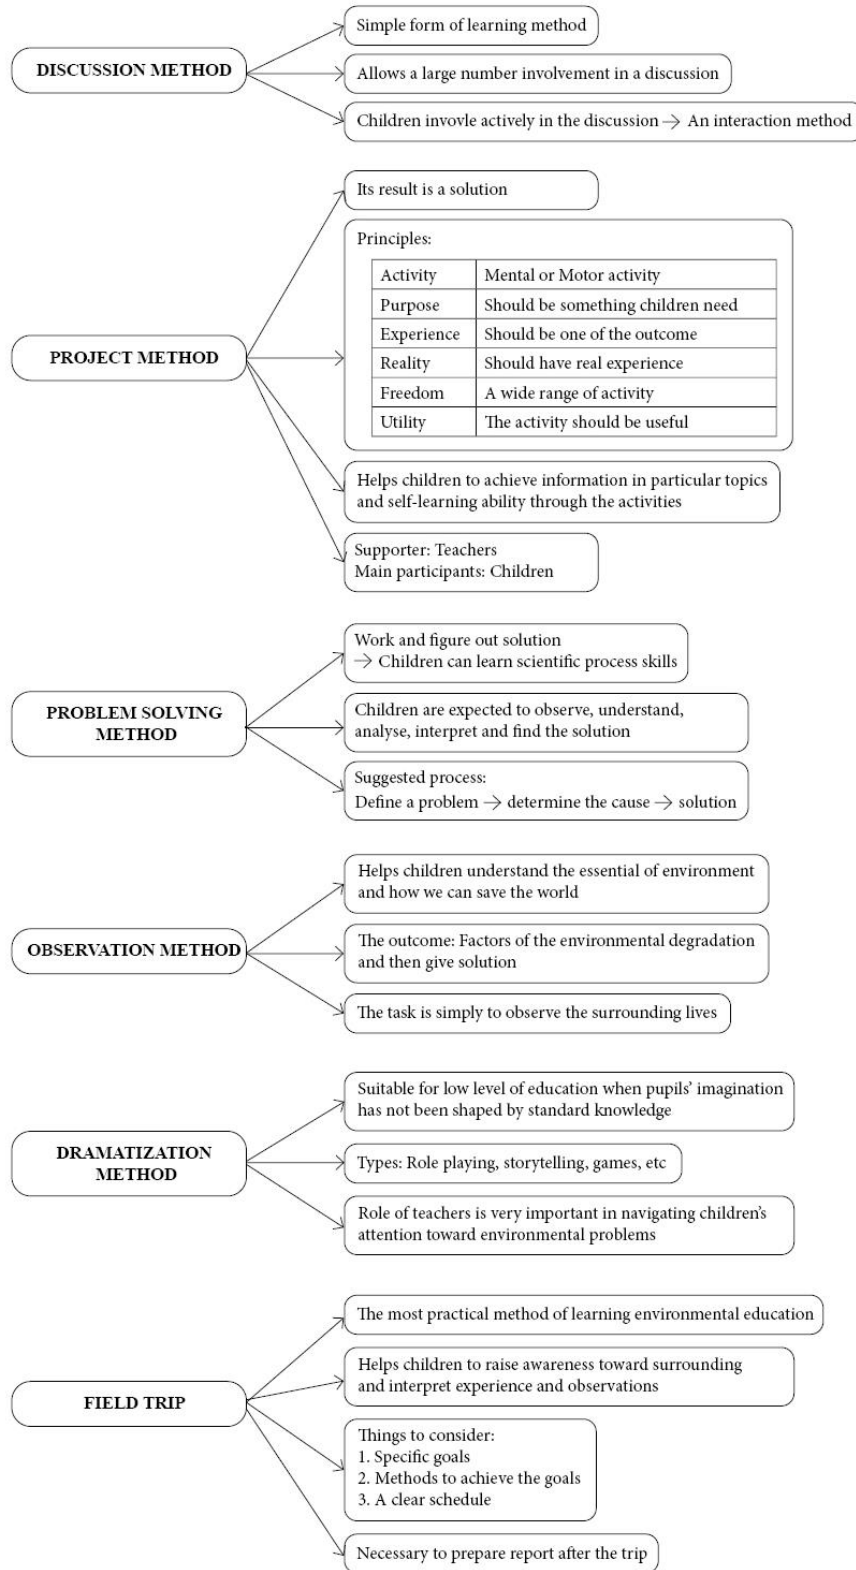 DISCUSSION METHOD
Simple form of learning method
Allows a large number involvement in a discussion
Children invovle actively in the discussion → An interaction method
PROJECT METHOD
Its result is a solution
Principles:
Activity Mental or Motor activity
Purpose Should be something children need
Experience Should be one of the outcome
Reality Should have real experience
Freedom A wide range of activity
Utility The activity should be useful
Helps children to achieve information in particular topics
and self-learning ability through the activities
Supporter: Teachers
Main participants: Children
PROBLEM SOLVING
METHOD
Work and figure out solution
→ Children can learn scientific process skills
Children are expected to observe, understand,
analyse, interpret and find the solution
Suggested process:
Define a problem → determine the cause → solution
OBSERVATION METHOD
Helps children understand the essential of environment
and how we can save the world
The outcome: Factors of the environmental degradation
and then give solution
The task is simply to observe the surrounding lives
DRAMATIZATION
METHOD
Suitable for low level of education when pupils' imagination
has not been shaped by standard knowledge
Types: Role playing, storytelling, games, etc
Role of teachers is very important in navigating children's
attention toward environmental problems
FIELD TRIP
The most practical method of learning environmental education
Helps children to raise awareness toward surrounding
and interpret experience and observations
Things to consider:
1. Specific goals
2. Methods to achieve the goals
3. A clear schedule
Necessary to prepare report after the trip